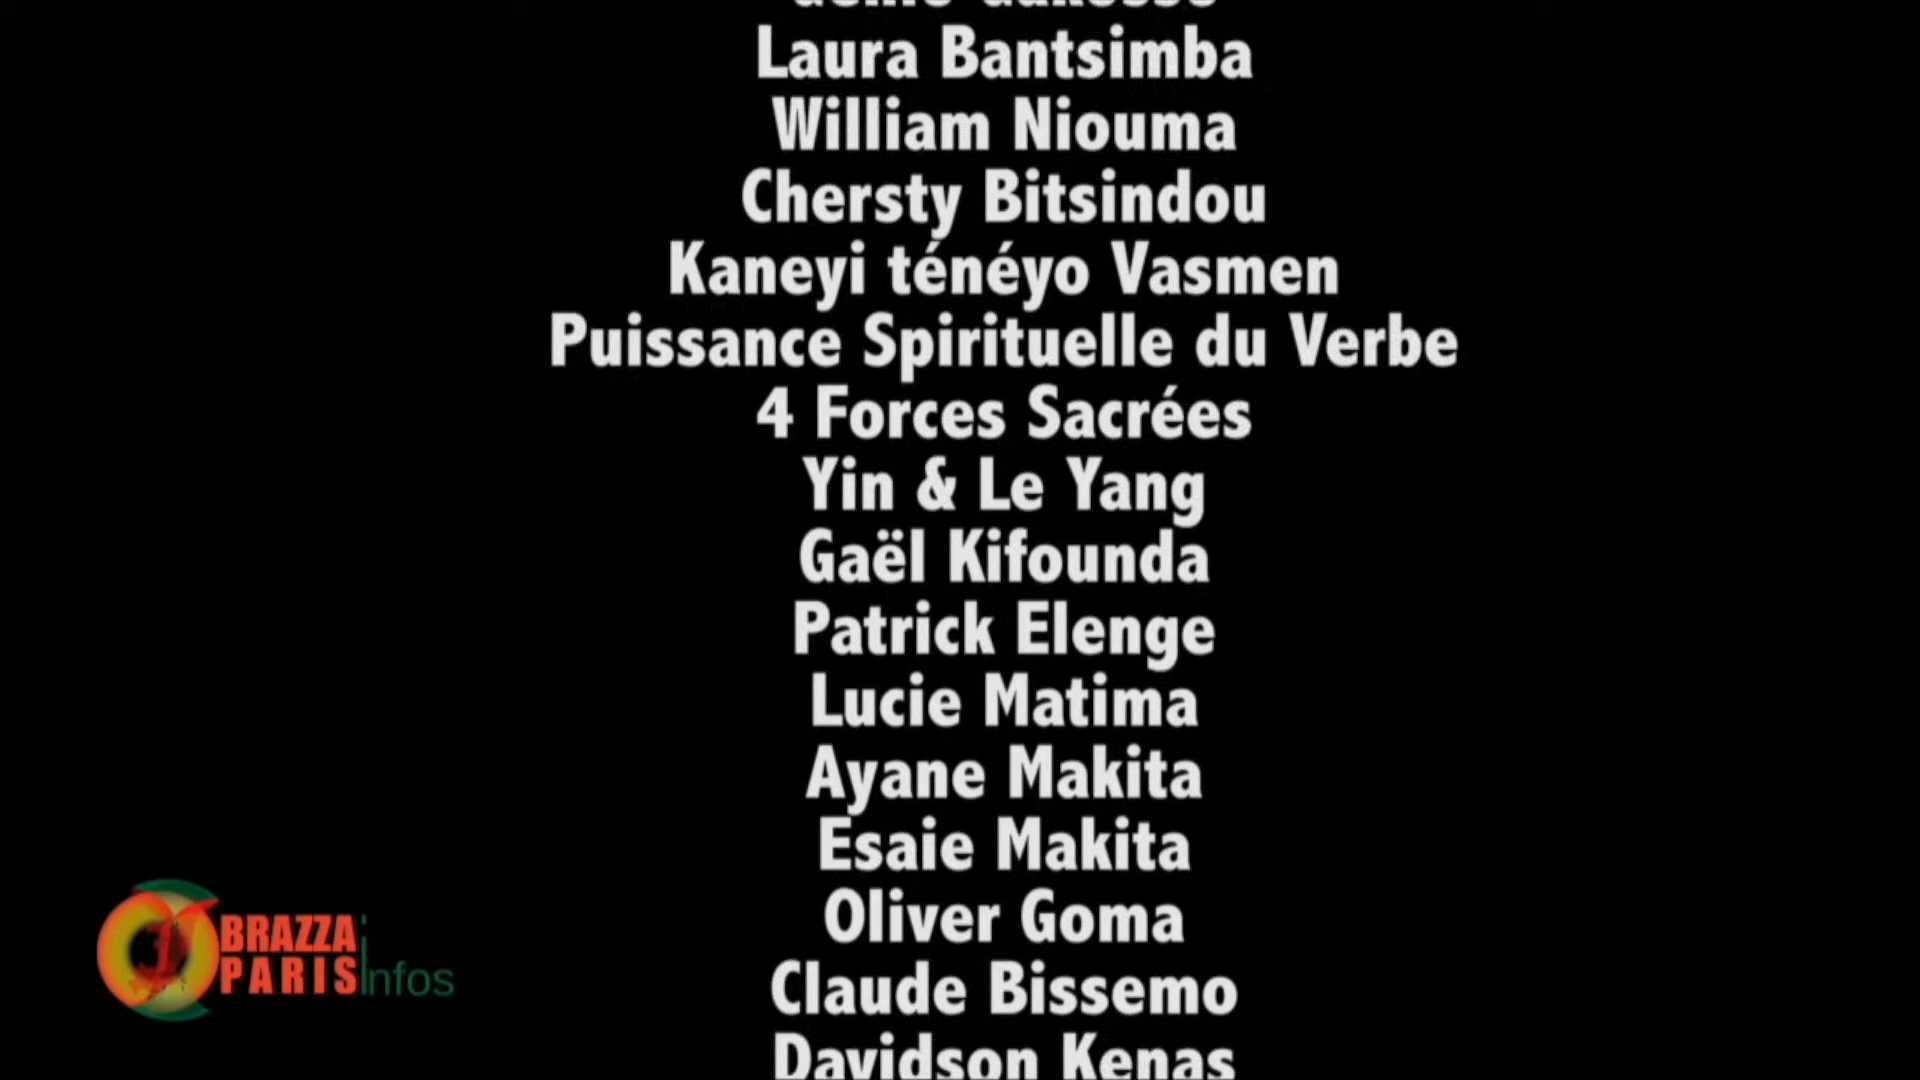 Laura Bantsimba
William Niouma
Chersty Bitsindou
Kaneyi ténéyo Vasmen
Puissance Spirituelle du Verbe
4 Forces Sacrées
Yin & Le Yang
Gaël Kifounda
Patrick Elenge
Lucie Matima
Ayane Makita
Esaie Makita
Oliver Goma
Claude Bissemo
Davidson Kenas
BRAZZA
PARIS infos